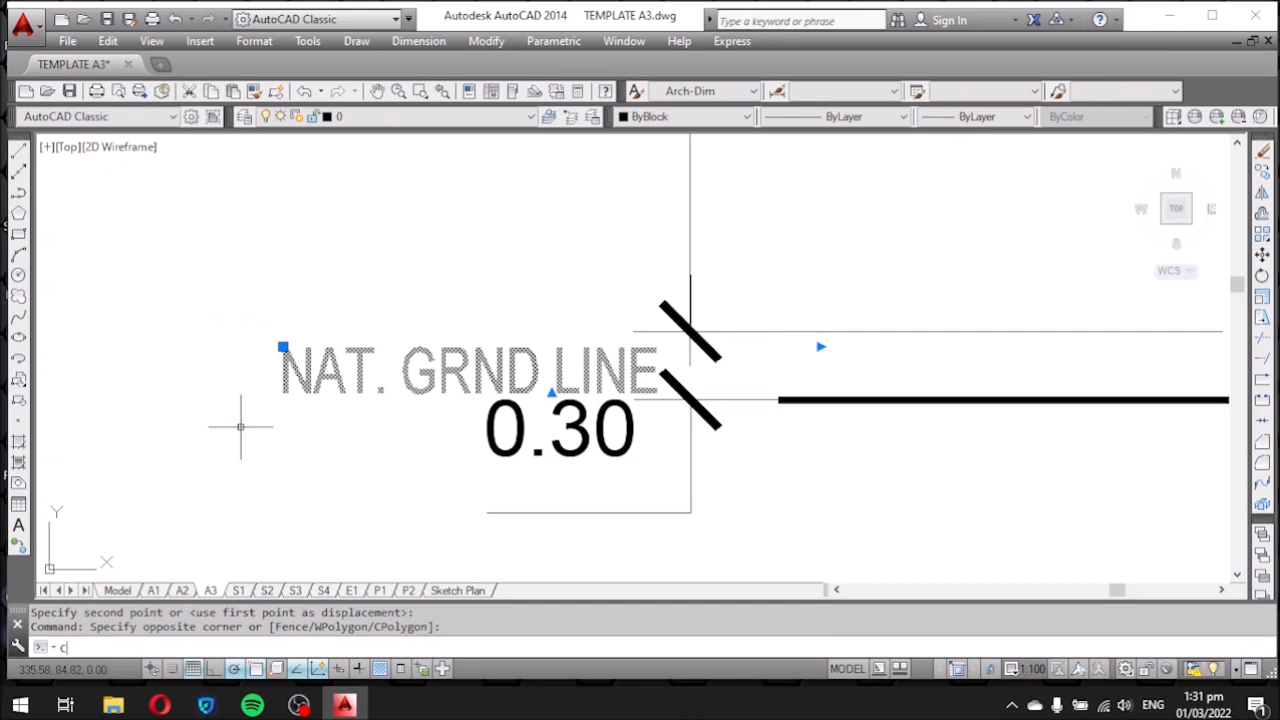 AutoCAD Classic
Autodesk AutoCAD 2014 TEMPLATE A3.dwg
Type a keyword or phrase
Sign In
File Edit View Insert Format Tools Draw Dimension Modify Parametric Window Help Express
TEMPLATE A3*
Arch-Dim
AutoCAD Classic
0
ByBlock
ByLayer
ByLayer
ByColor
[+][Top][2D Wireframe]
N
W TOP E
S
WCS
NAT. GRND LINE
0.30
Y
X
Model A1 A2 A3 S1 S2 S3 S4 E1 P1 P2 Sketch Plan
Specify second point or <use first point as displacement>:
Command: Specify opposite corner or [Fence/WPolygon/CPolygon]:
C
335.58, 84.82, 0.00
MODEL
1:100
ENG
1:31 pm
01/03/2022
1